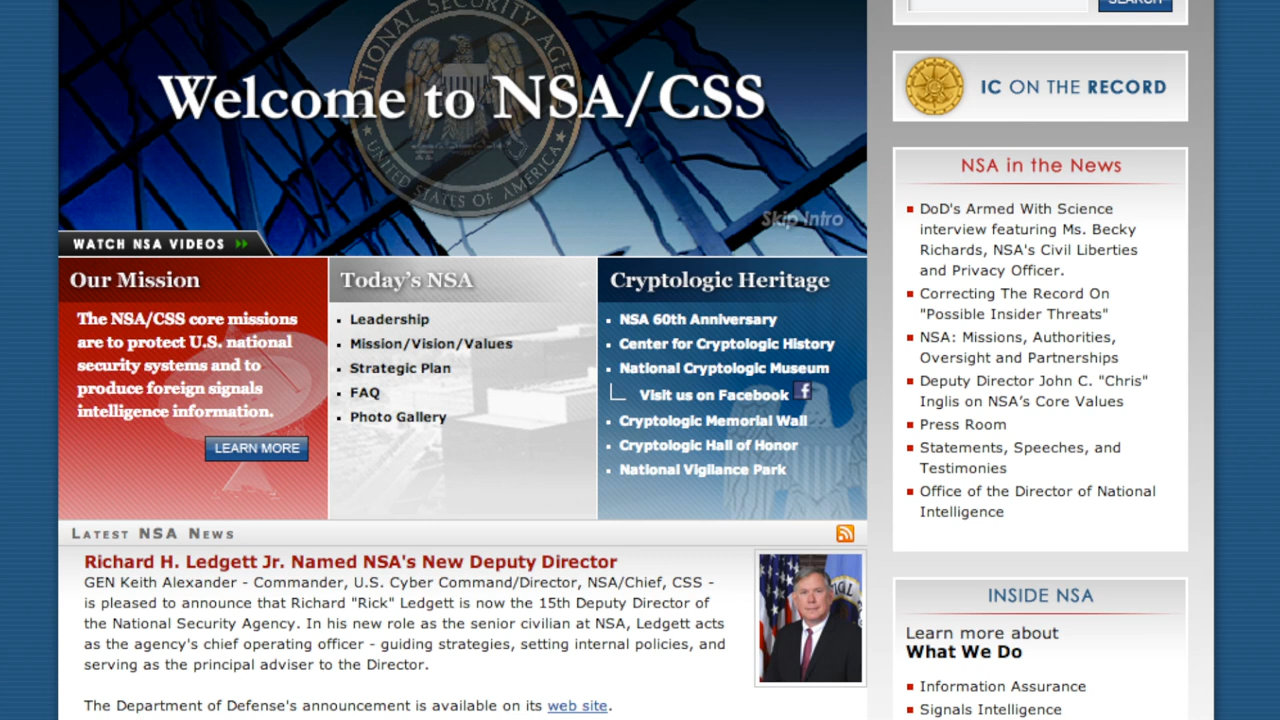 SEARCH
NATIONAL SECURITY AGENCY
Welcome to NSA/CSS
UNITED STATES OF AMERICA
Skip Intro
WATCH NSA VIDEOS
Our Mission
The NSA/CSS core missions
are to protect U.S. national
security systems and to
produce foreign signals
intelligence information.
LEARN MORE
Today's NSA
Leadership
Mission/Vision/Values
Strategic Plan
FAQ
Photo Gallery
Cryptologic Heritage
NSA 60th Anniversary
Center for Cryptologic History
National Cryptologic Museum
Visit us on Facebook f
Cryptologic Memorial Wall
Cryptologic Hall of Honor
National Vigilance Park
LATEST NSA NEWS
Richard H. Ledgett Jr. Named NSA's New Deputy Director
GEN Keith Alexander - Commander, U.S. Cyber Command/Director, NSA/Chief, CSS -
is pleased to announce that Richard "Rick" Ledgett is now the 15th Deputy Director of
the National Security Agency. In his new role as the senior civilian at NSA, Ledgett acts
as the agency's chief operating officer - guiding strategies, setting internal policies, and
serving as the principal adviser to the Director.
The Department of Defense's announcement is available on its web site.
IC ON THE RECORD
NSA in the News
DoD's Armed With Science
interview featuring Ms. Becky
Richards, NSA's Civil Liberties
and Privacy Officer.
Correcting The Record On
"Possible Insider Threats"
NSA: Missions, Authorities,
Oversight and Partnerships
Deputy Director John C. "Chris"
Inglis on NSA's Core Values
Press Room
Statements, Speeches, and
Testimonies
Office of the Director of National
Intelligence
INSIDE NSA
Learn more about
What We Do
Information Assurance
Signals Intelligence